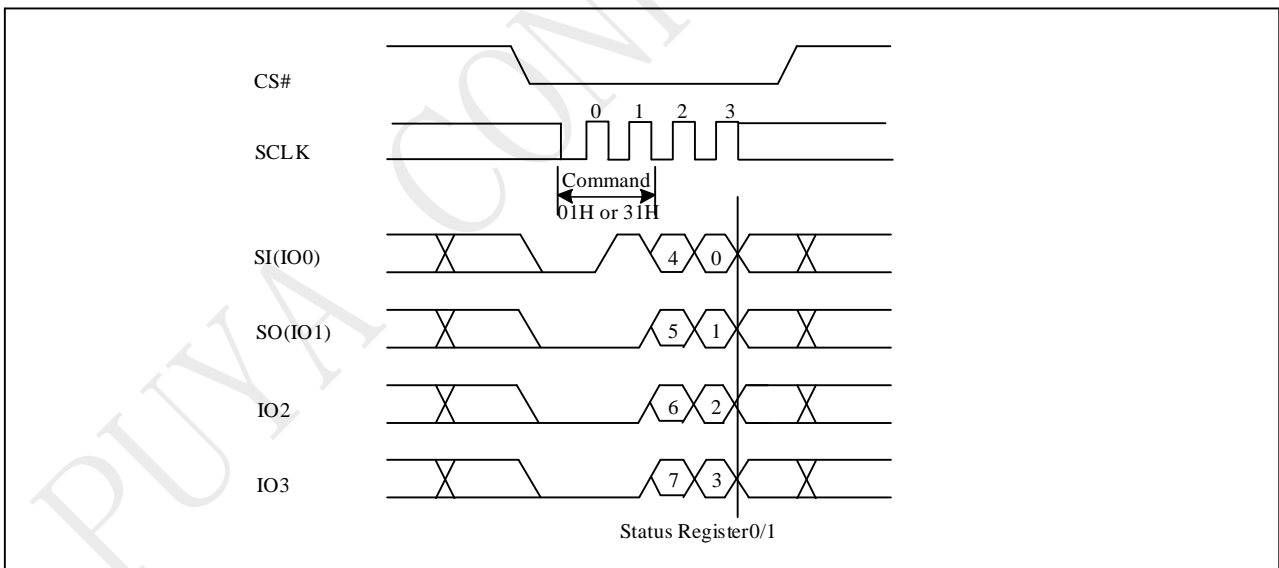 PUYA CONF
CS#
0 1 2 3
SCLK
Command
01H or 31H
SI(IO0)
4 0
SO(IO1)
5 1
IO2
6 2
IO3
7 3
Status Register0/1